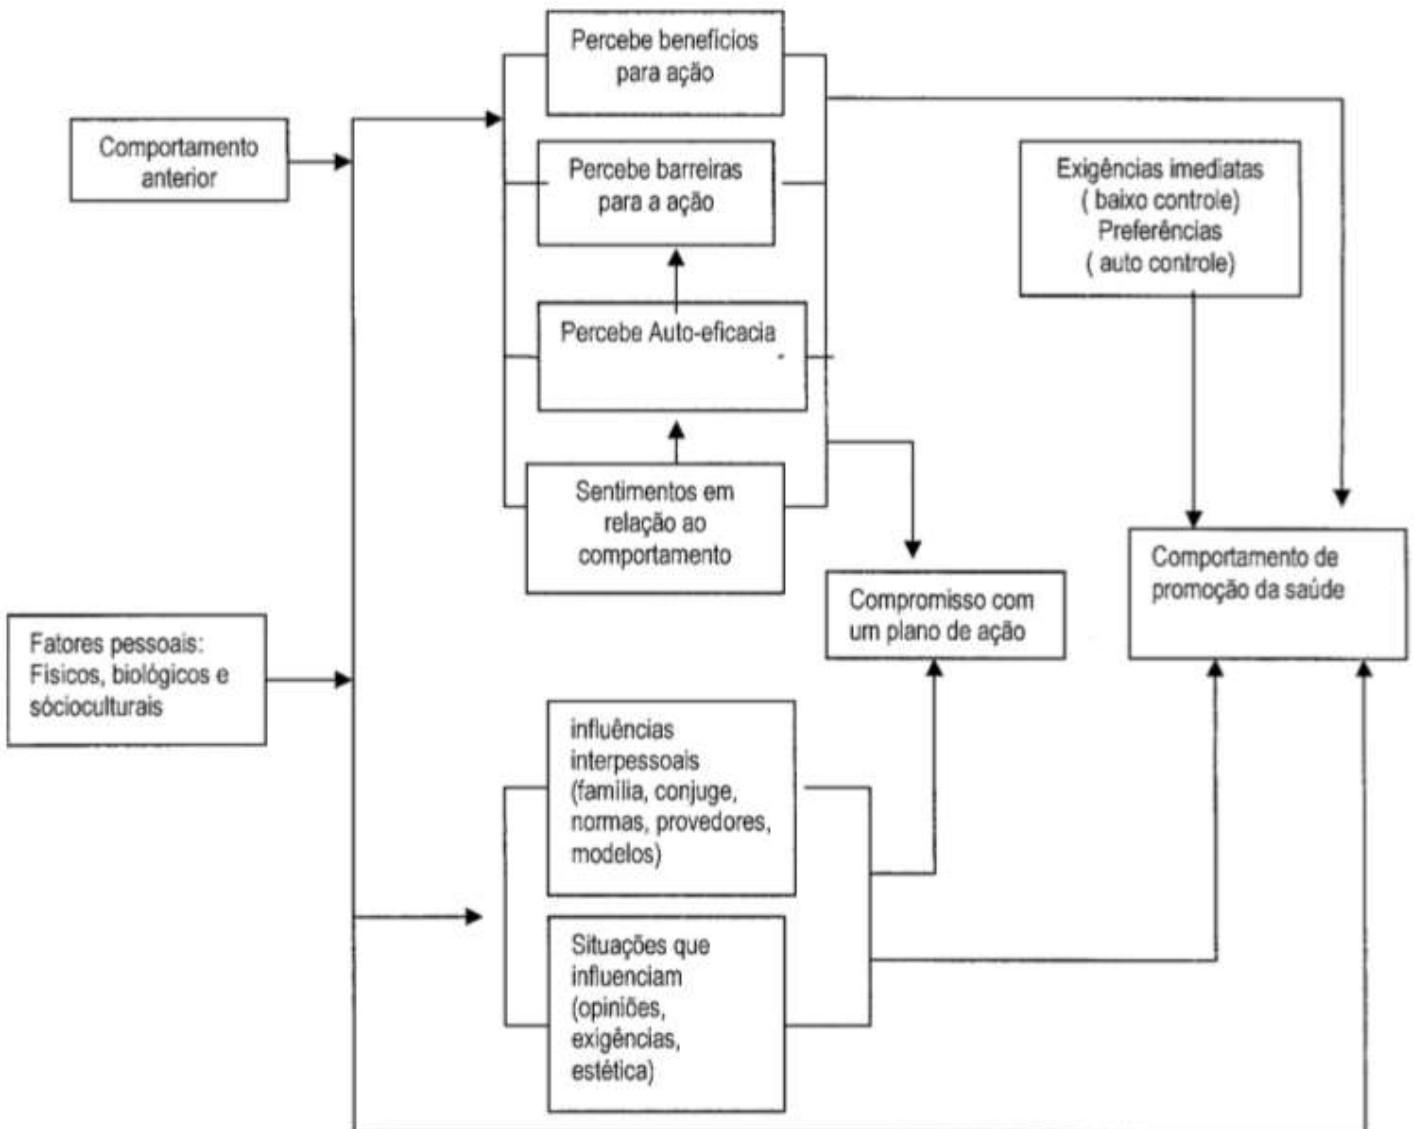 Percebe benefícios
para ação
Comportamento
anterior
Percebe barreiras
para a ação
Exigências imediatas
( baixo controle)
Preferências
( auto controle)
Percebe Auto-eficacia
Sentimentos em
relação ao
comportamento
Compromisso com
um plano de ação
Comportamento de
promoção da saúde
Fatores pessoais:
Físicos, biológicos e
sócioculturais
influências
interpessoais
(familia, conjuge,
normas, provedores,
modelos)
Situações que
influenciam
(opiniões,
exigências,
estética)